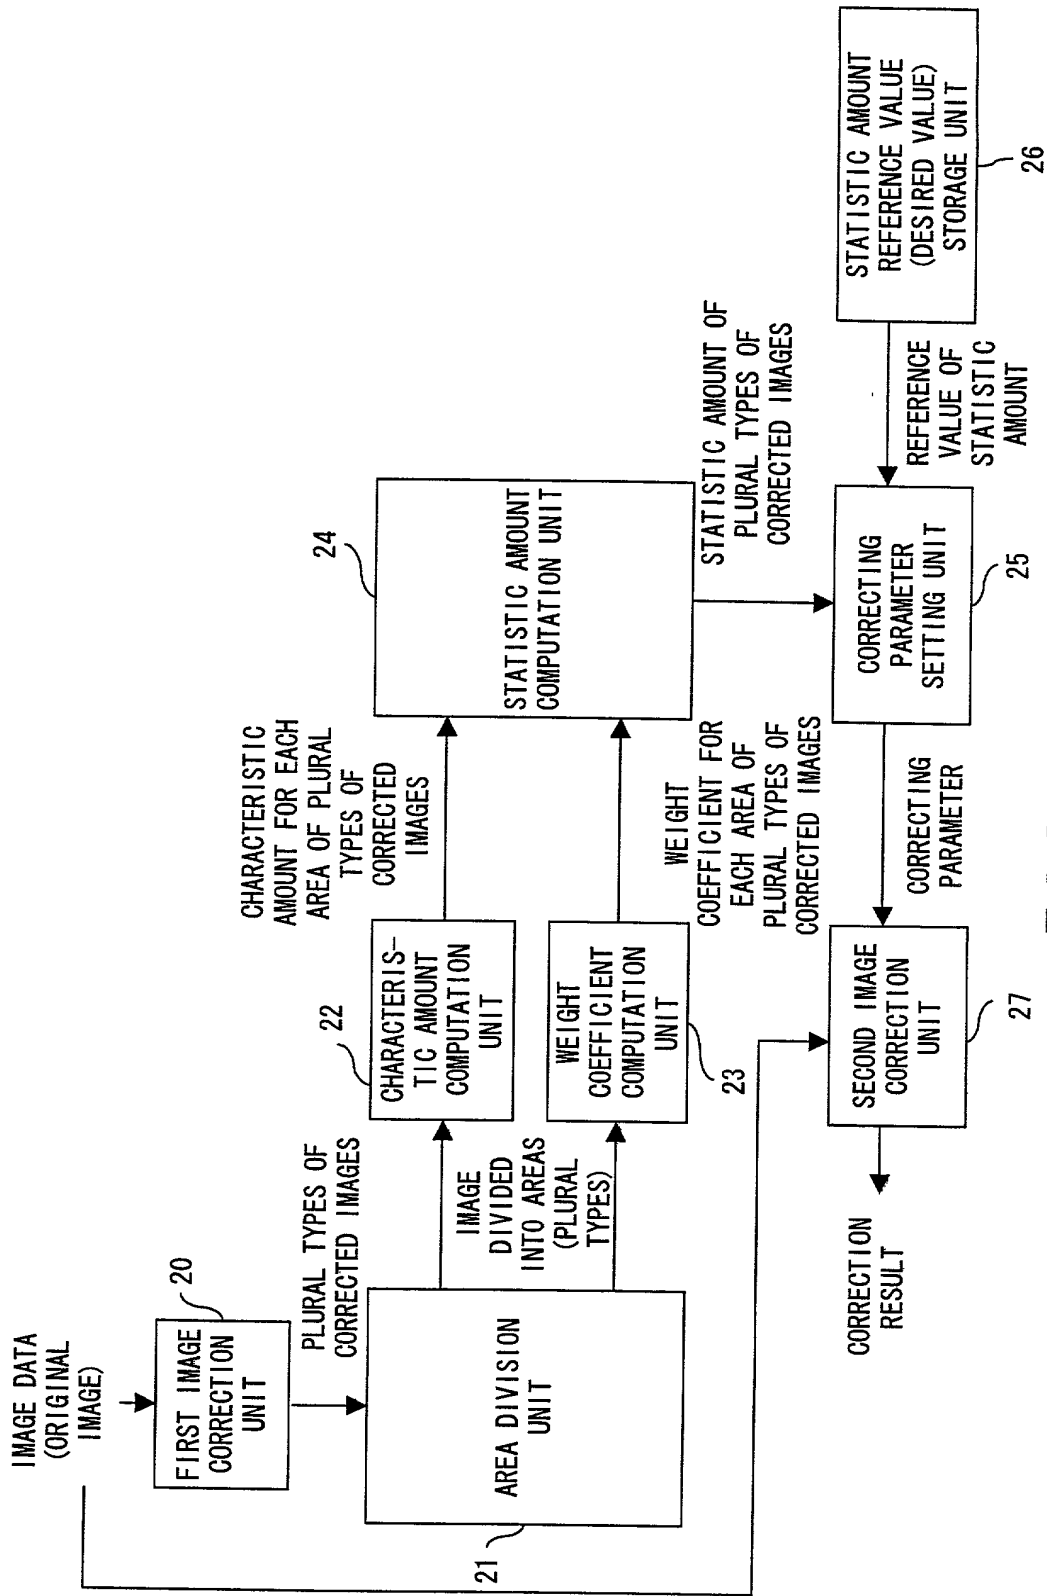 IMAGE DATA
(ORIGINAL
IMAGE)
20
FIRST IMAGE
CORRECTION
UNIT
PLURAL TYPES OF
CORRECTED IMAGES
21
AREA DIVISION
UNIT
IMAGE
DIVIDED
INTO AREAS
(PLURAL
TYPES)
22
CHARACTERIS-
TIC AMOUNT
COMPUTATION
UNIT
WEIGHT
COEFFICIENT
COMPUTATION
UNIT
23
CHARACTERISTIC
AMOUNT FOR EACH
AREA OF PLURAL
TYPES OF
CORRECTED
IMAGES
WEIGHT
COEFFICIENT FOR
EACH AREA OF
PLURAL TYPES OF
CORRECTED IMAGES
24
STATISTIC AMOUNT
COMPUTATION UNIT
STATISTIC AMOUNT OF
PLURAL TYPES OF
CORRECTED IMAGES
STATISTIC AMOUNT
REFERENCE VALUE
(DESIRED VALUE)
STORAGE UNIT
26
REFERENCE
VALUE OF
STATISTIC
AMOUNT
CORRECTING
PARAMETER
SETTING UNIT
25
CORRECTING
PARAMETER
SECOND IMAGE
CORRECTION
UNIT
27
CORRECTION
RESULT